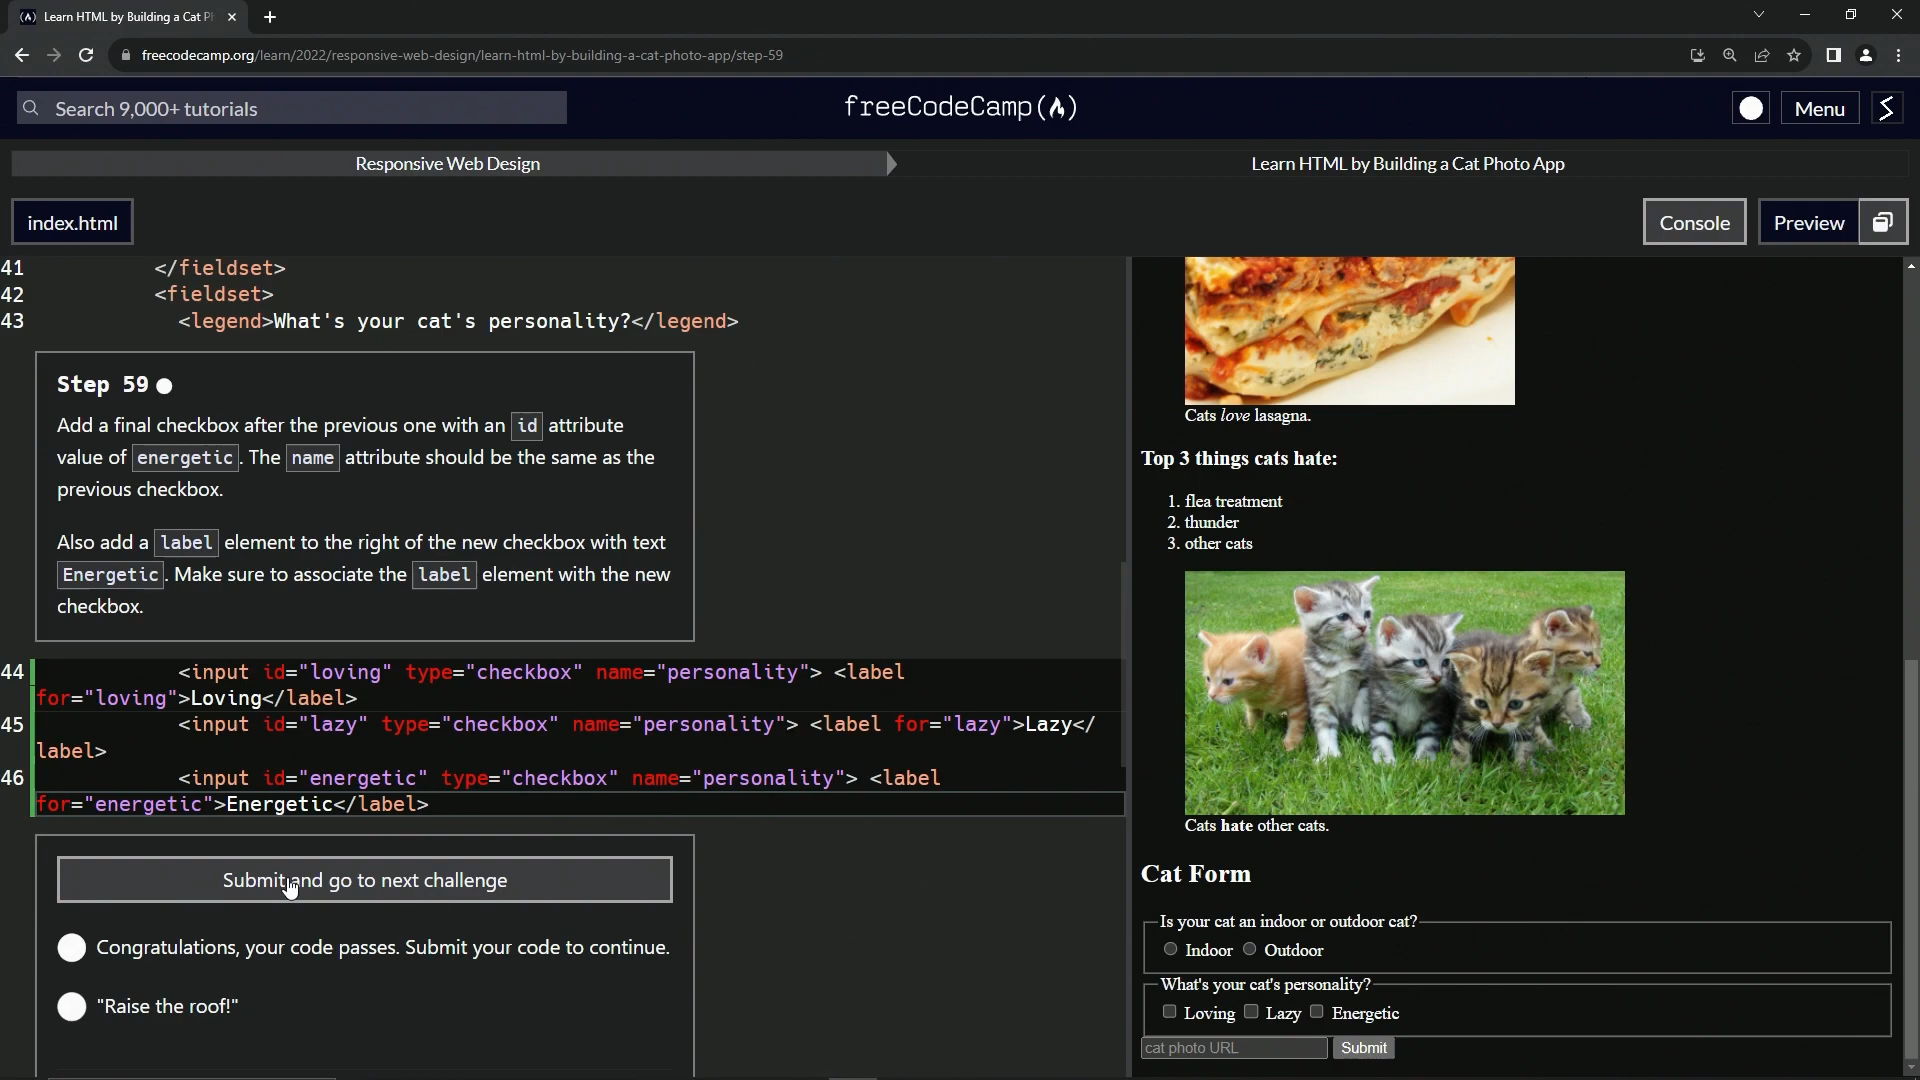 Learn HTML by Building a Cat P
freecodecamp.org/learn/2022/responsive-web-design/learn-html-by-building-a-cat-photo-app/step-59
Search 9,000+ tutorials
freeCodeCamp
Menu
Responsive Web Design
Learn HTML by Building a Cat Photo App
index.html
Console
Preview
41 </fieldset>
42 <fieldset>
43 <legend>What's your cat's personality?</legend>
Step 59
Add a final checkbox after the previous one with an id attribute
value of energetic. The name attribute should be the same as the
previous checkbox.
Also add a label element to the right of the new checkbox with text
Energetic. Make sure to associate the label element with the new
checkbox.
44 <input id="loving" type="checkbox" name="personality"> <label
for="loving">Loving</label>
45 <input id="lazy" type="checkbox" name="personality"> <label for="lazy">Lazy</
label>
46 <input id="energetic" type="checkbox" name="personality"> <label
for="energetic">Energetic</label>
Submit and go to next challenge
Congratulations, your code passes. Submit your code to continue.
"Raise the roof!"
Cats love lasagna.
Top 3 things cats hate:
1. flea treatment
2. thunder
3. other cats
Cats hate other cats.
Cat Form
Is your cat an indoor or outdoor cat?
Indoor Outdoor
What's your cat's personality?
Loving Lazy Energetic
cat photo URL Submit